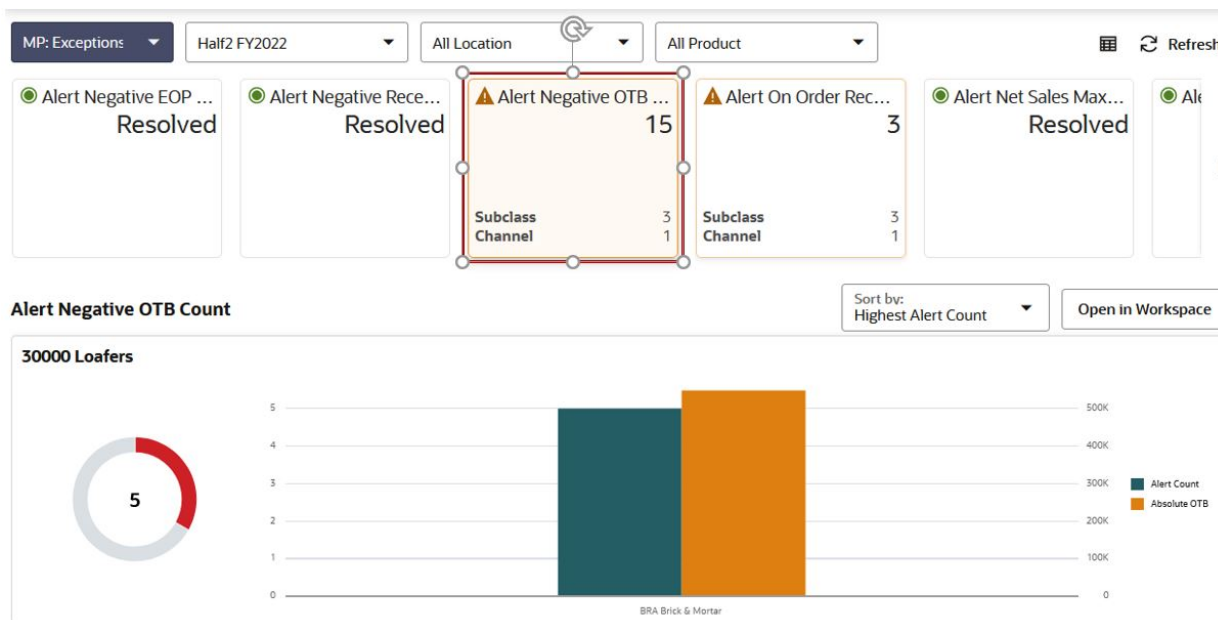 MP: Exceptions
Half2 FY2022
All Location
All Product
Refresh
Alert Negative EOP ...
Resolved
Alert Negative Rece...
Resolved
Alert Negative OTB ...
15
Subclass 3
Channel 1
Alert On Order Rec...
3
Subclass 3
Channel 1
Alert Net Sales Max...
Resolved
Ale
Alert Negative OTB Count
Sort by:
Highest Alert Count
Open in Workspace
30000 Loafers
5
5
4
3
2
1
0
500K
400K
300K
200K
100K
0
BRA Brick & Mortar
Alert Count
Absolute OTB